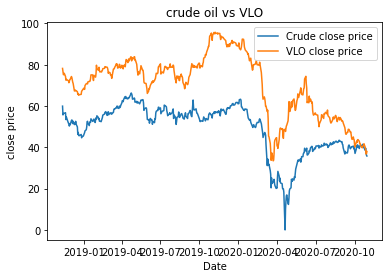 crude oil vs VLO
Crude close price
VLO close price
close price
100
80
60
40
20
0
2019-01 2019-04 2019-07 2019-10 2020-01 2020-04 2020-07 2020-10
Date